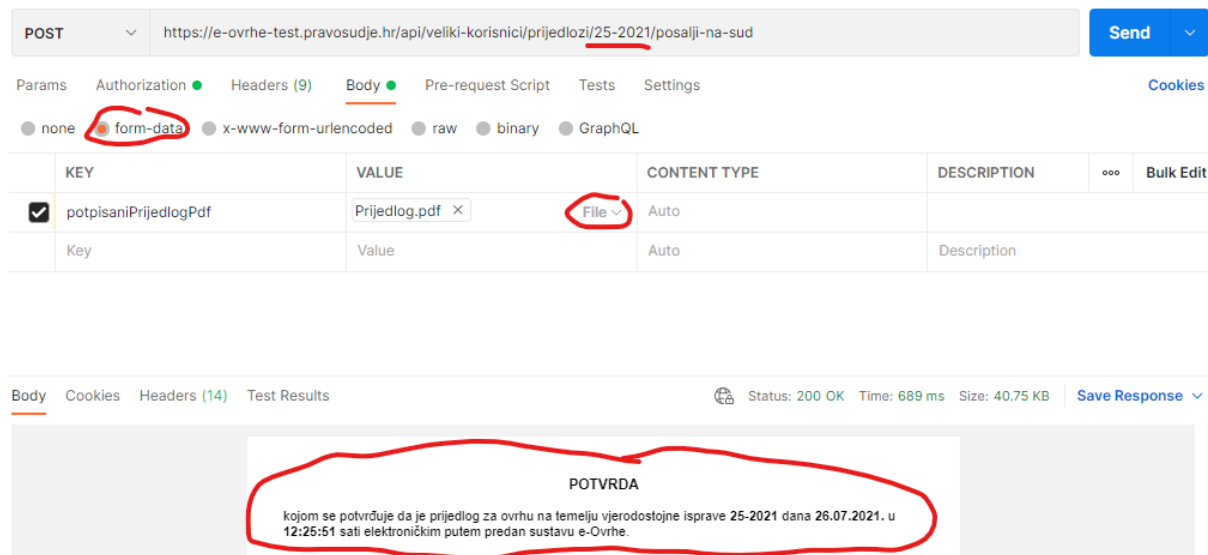 POST https://e-ovrhe-test.pravosudje.hr/api/veliki-korisnici/prijedlozi/25-2021/posalji-na-sud Send
Params Authorization Headers (9) Body Pre-request Script Tests Settings Cookies
none form-data x-www-form-urlencoded raw binary GraphQL
KEY VALUE CONTENT TYPE DESCRIPTION ooo Bulk Edit
potpisaniPrijedlogPdf Prijedlog.pdf × File Auto
Key Value Auto Description
Body Cookies Headers (14) Test Results Status: 200 OK Time: 689 ms Size: 40.75 KB Save Response
POTVRDA
kojom se potvrđuje da je prijedlog za ovrhu na temelju vjerodostojne isprave 25-2021 dana 26.07.2021. u
12:25:51 sati elektroničkim putem predan sustavu e-Ovrhe.